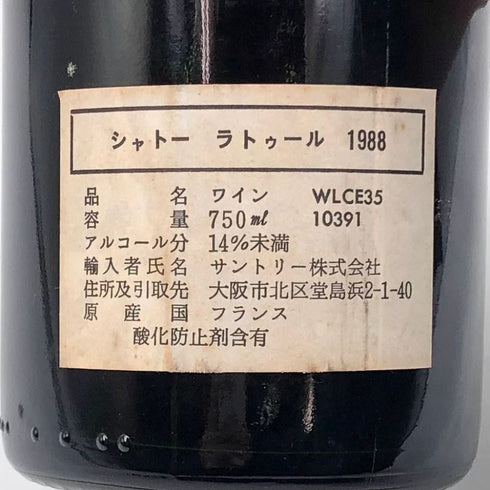 シャトー ラトゥール 1988
品名 ワイン WLCE35
容量 750ml 10391
アルコール分 14%未満
輸入者氏名 サントリー株式会社
住所及引取先 大阪市北区堂島浜2-1-40
原産国 フランス
酸化防止剤含有